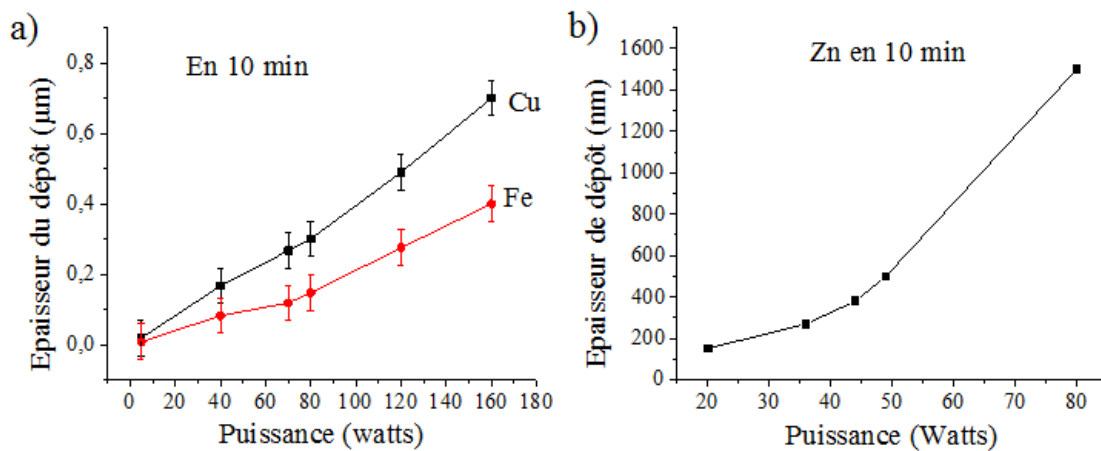 a)
En 10 min
Cu
Fe
Epaisseur du dépôt (µm)
0,8
0,6
0,4
0,2
0,0
0 20 40 60 80 100 120 140 160 180
Puissance (watts)
b)
Zn en 10 min
Epaisseur de dépôt (nm)
1600
1400
1200
1000
800
600
400
200
0
20 30 40 50 60 70 80
Puissance (Watts)